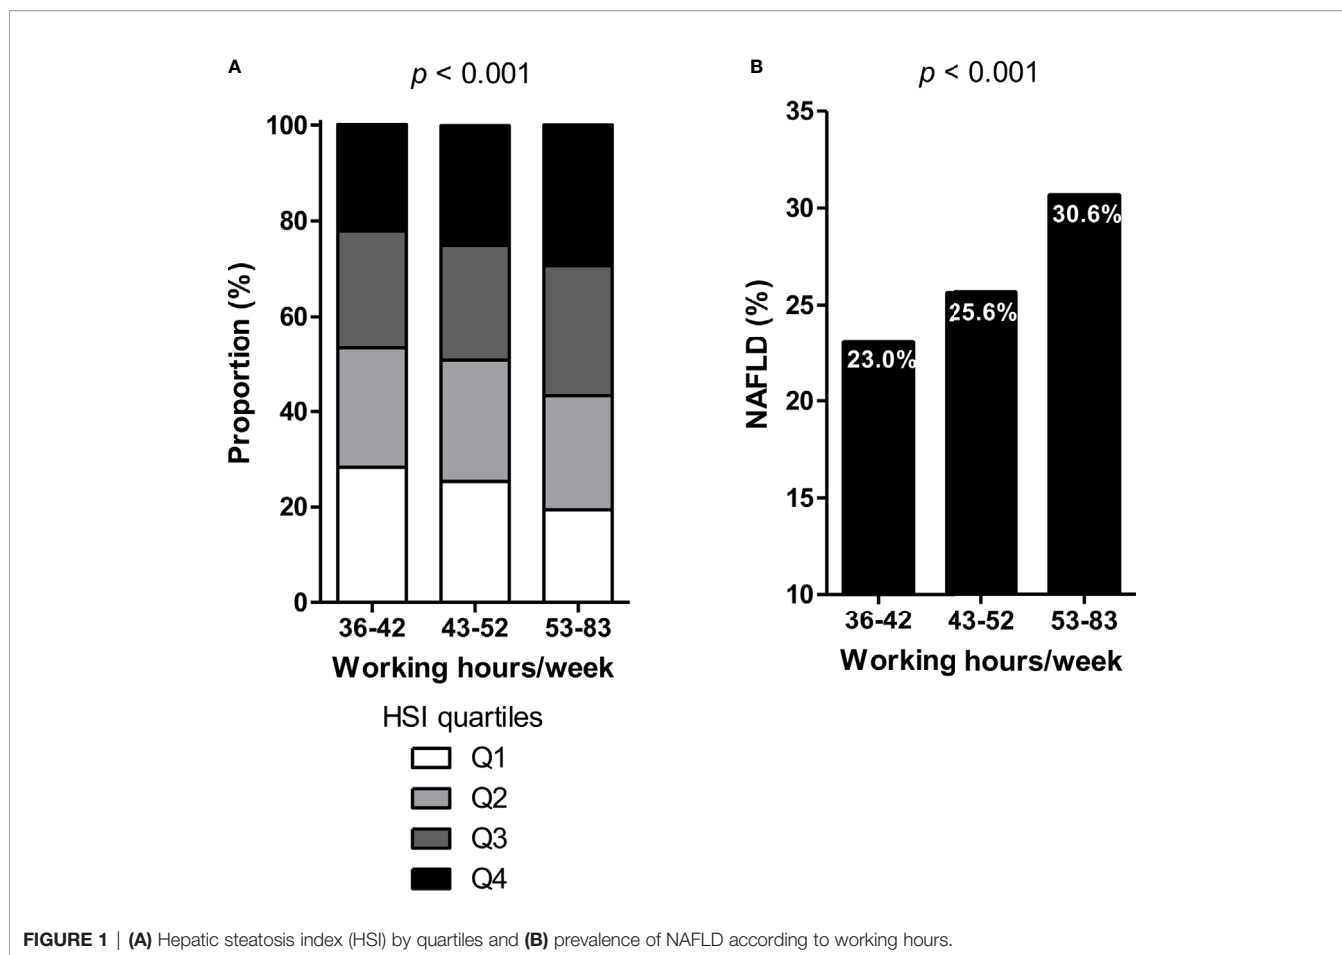 A
p < 0.001
100
80
60
40
20
0
Proportion (%)
36-42 43-52 53-83
Working hours/week
HSI quartiles
Q1
Q2
Q3
Q4
B
p < 0.001
35
30
25
20
15
10
NAFLD (%)
23.0%
25.6%
30.6%
36-42 43-52 53-83
Working hours/week
FIGURE 1 | (A) Hepatic steatosis index (HSI) by quartiles and (B) prevalence of NAFLD according to working hours.